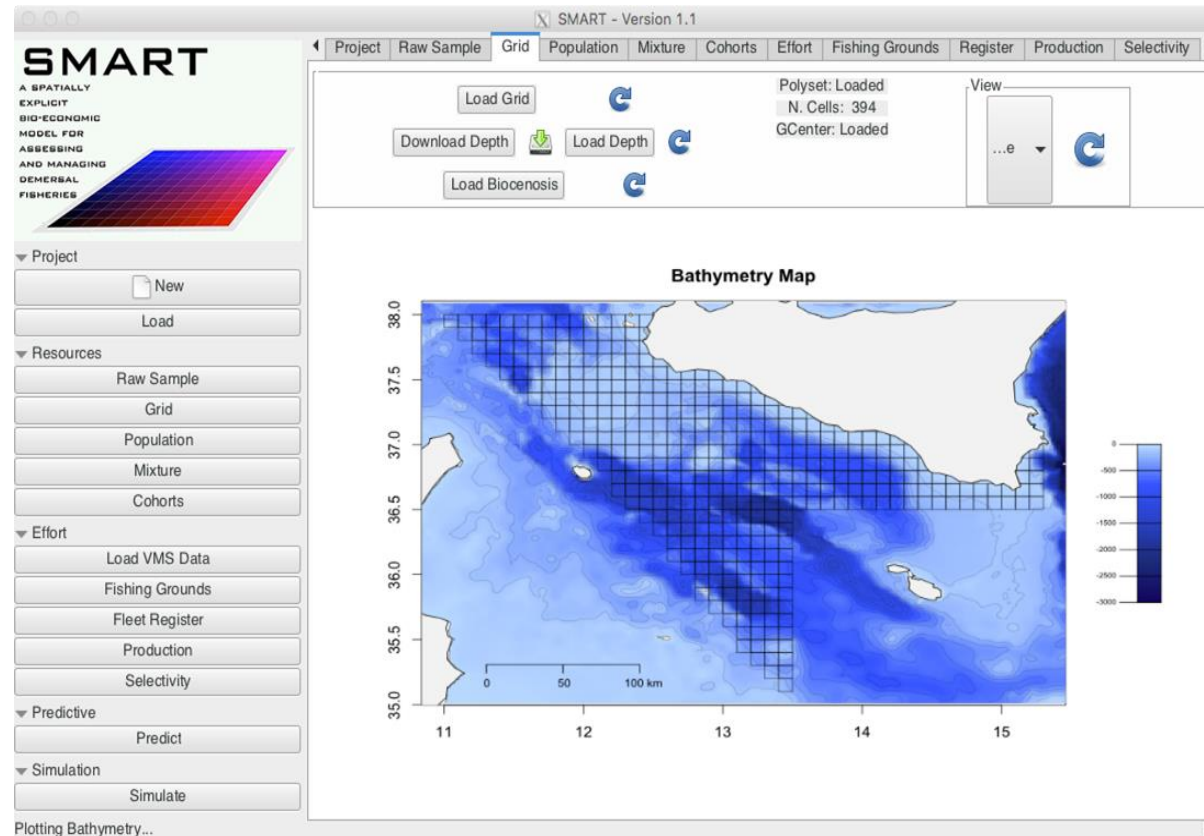 SMART - Version 1.1
SMART
A SPATIALLY
EXPLICIT
BIO-ECONOMIC
MODEL FOR
ASSESSING
AND MANAGING
DEMERSAL
FISHERIES
Project
New
Load
Resources
Raw Sample
Grid
Population
Mixture
Cohorts
Effort
Load VMS Data
Fishing Grounds
Fleet Register
Production
Selectivity
Predictive
Predict
Simulation
Simulate
Plotting Bathymetry...
Project Raw Sample Grid Population Mixture Cohorts Effort Fishing Grounds Register Production Selectivity
Load Grid
Download Depth Load Depth
Load Biocenosis
Polyset: Loaded
N. Cells: 394
GCenter: Loaded
View
...e
Bathymetry Map
38.0
37.5
37.0
36.5
36.0
35.5
35.0
0 50 100 km
11 12 13 14 15
0
-500
-1000
-1500
-2000
-2500
-3000